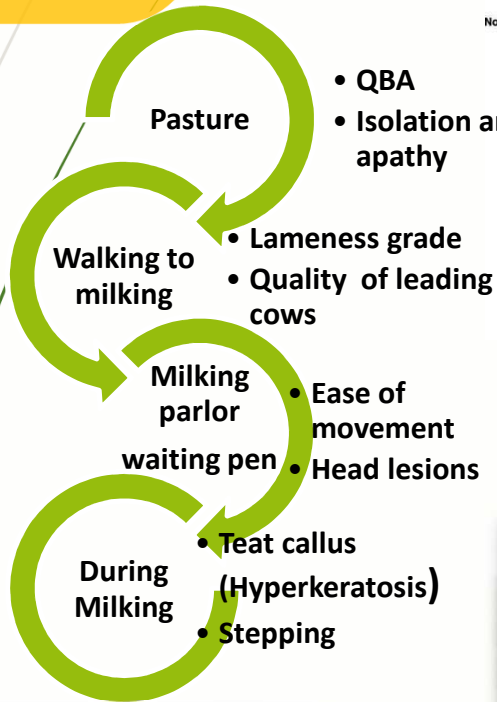 No
Pasture
• QBA
• Isolation
apathy
Walking to
milking
• Lameness grade
• Quality of leading
cows
Milking
parlor
waiting pen
• Ease of
movement
• Head lesions
During
Milking
• Teat callus
(Hyperkeratosis)
• Stepping